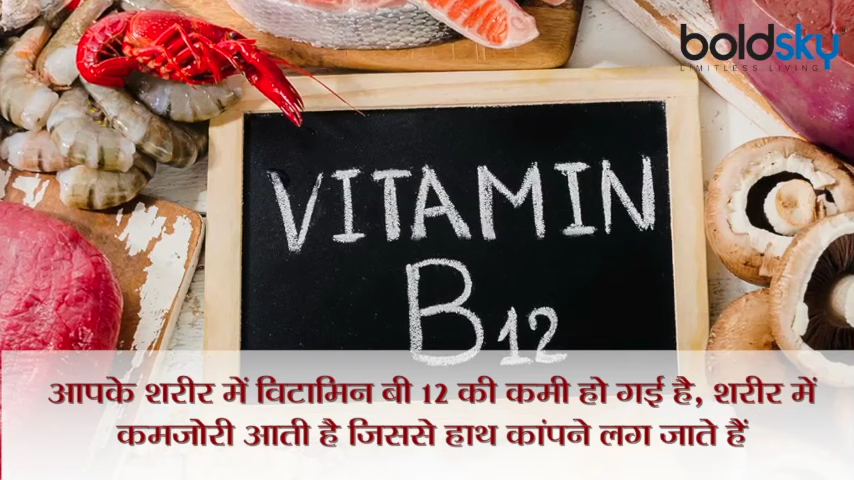 boldsky
LIMITLESS LIVING
VITAMIN
B12
आपके शरीर में विटामिन बी 12 की कमी हो गई है, शरीर में
कमजोरी आती है जिससे हाथ कांपने लग जाते हैं